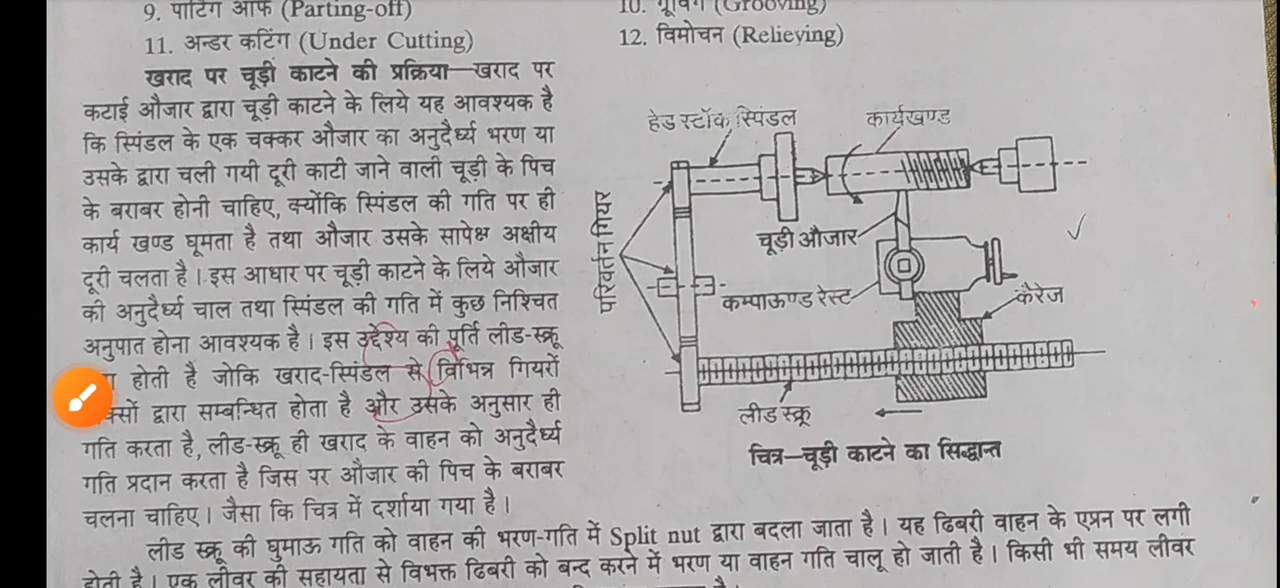 9. पार्टिंग ऑफ (Parting-off)
10. ग्रूविंग (Grooving)
11. अन्डर कटिंग (Under Cutting)
12. विमोचन (Relieying)
खराद पर चूड़ी काटने की प्रक्रिया—खराद पर
कटाई औजार द्वारा चूड़ी काटने के लिये यह आवश्यक है
कि स्पिंडल के एक चक्कर औजार का अनुदैर्ध्य भरण या
उसके द्वारा चली गयी दूरी काटी जाने वाली चूड़ी के पिच
के बराबर होनी चाहिए, क्योंकि स्पिंडल की गति पर ही
कार्य खण्ड घूमता है तथा औजार उसके सापेक्ष अक्षीय
दूरी चलता है। इस आधार पर चूड़ी काटने के लिये औजार
की अनुदैर्ध्य चाल तथा स्पिंडल की गति में कुछ निश्चित
अनुपात होना आवश्यक है। इस उद्देश्य की पूर्ति लीड-स्क्रू
होती है जोकि खराद-स्पिंडल से विभिन्न गियरों
द्वारा सम्बन्धित होता है और उसके अनुसार ही
गति करता है, लीड-स्क्रू ही खराद के वाहन को अनुदैर्ध्य
गति प्रदान करता है जिस पर औजार की पिच के बराबर
चलना चाहिए। जैसा कि चित्र में दर्शाया गया है।
हेड स्टॉक स्पिंडल
कार्यखण्ड
परिवर्तन गियर
चूड़ी औजार
कम्पाऊण्ड रेस्ट
कैरेज
लीड स्क्रू
चित्र—चूड़ी काटने का सिद्धान्त
लीड स्क्रू की घुमाऊ गति को वाहन की भरण-गति में Split nut द्वारा बदला जाता है। यह ढिबरी वाहन के एप्रन पर लगी
होती है। एक लीवर की सहायता से विभक्त ढिबरी को बन्द करने में भरण या वाहन गति चालू हो जाती है। किसी भी समय लीवर